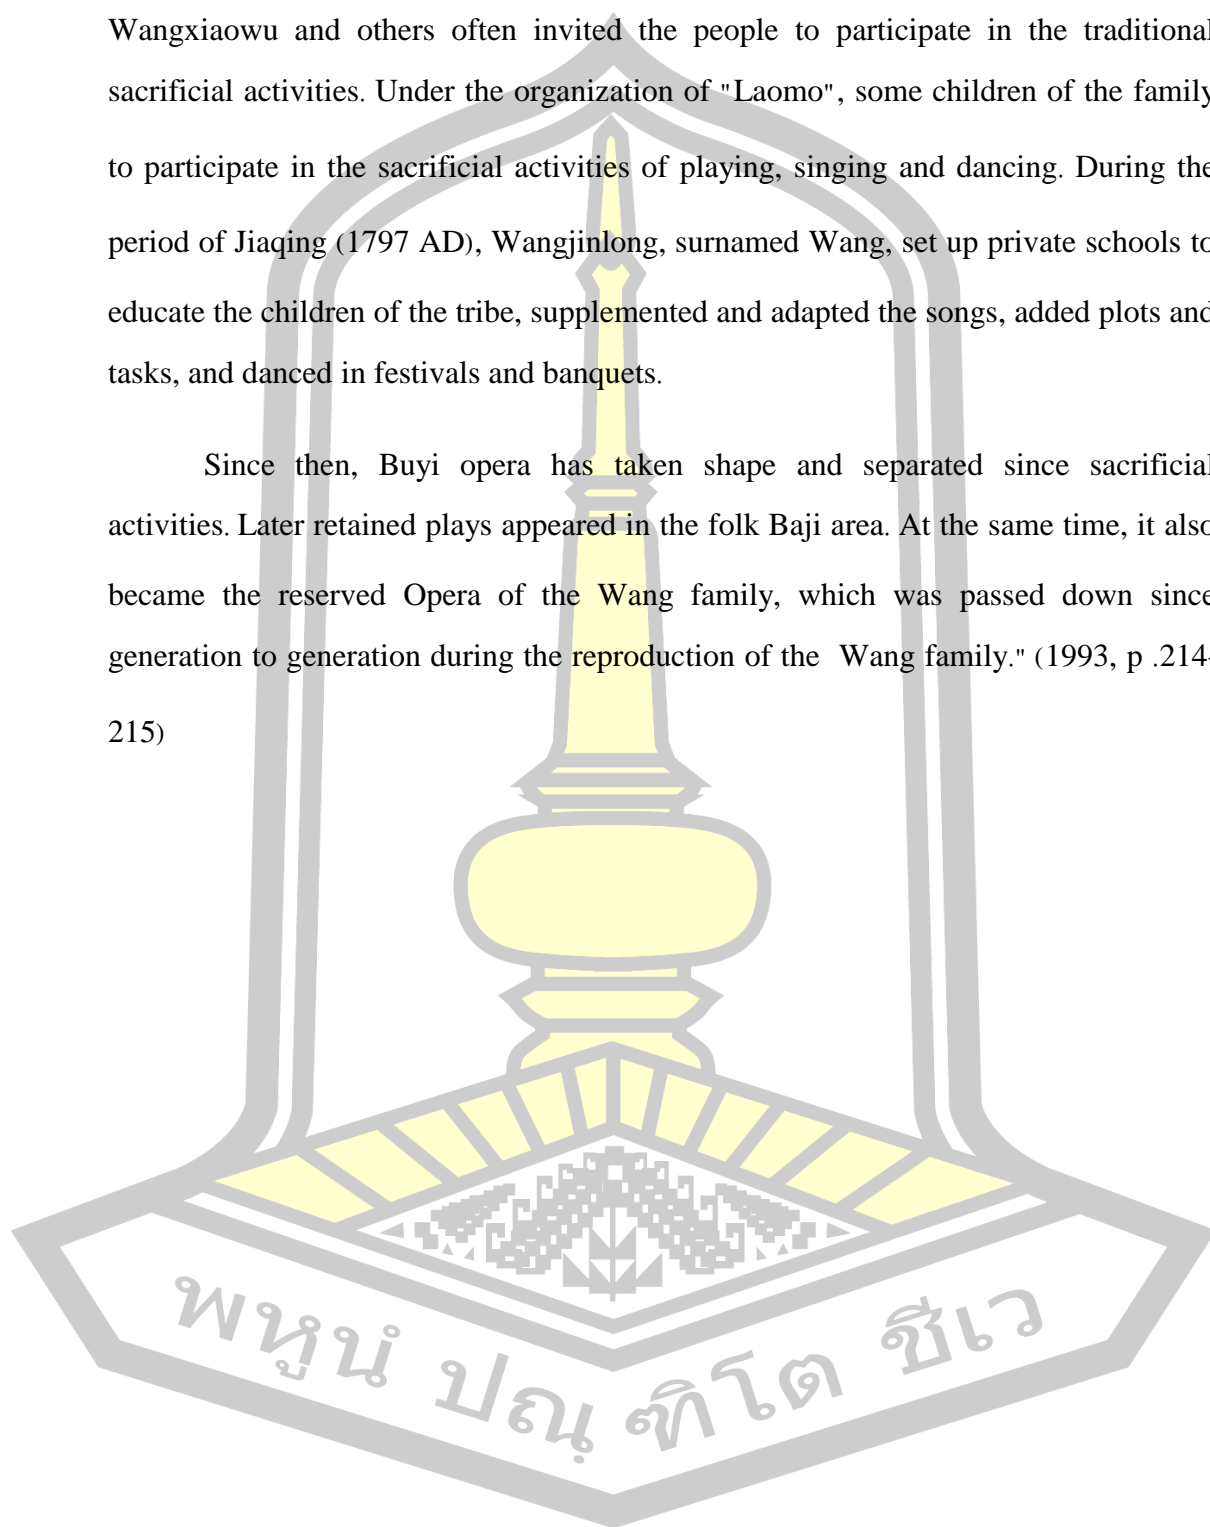 Wangxiaowu and others often invited the people to participate in the traditional
sacrificial activities. Under the organization of "Laomo", some children of the family
to participate in the sacrificial activities of playing, singing and dancing. During the
period of Jiaqing (1797 AD), Wangjinlong, surnamed Wang, set up private schools to
educate the children of the tribe, supplemented and adapted the songs, added plots and
tasks, and danced in festivals and banquets.
Since then, Buyi opera has taken shape and separated since sacrificial
activities. Later retained plays appeared in the folk Baji area. At the same time, it also
became the reserved Opera of the Wang family, which was passed down since
generation to generation during the reproduction of the Wang family." (1993, p .214-
215)
พหูนํ ปณฺฑิโต ชีเว